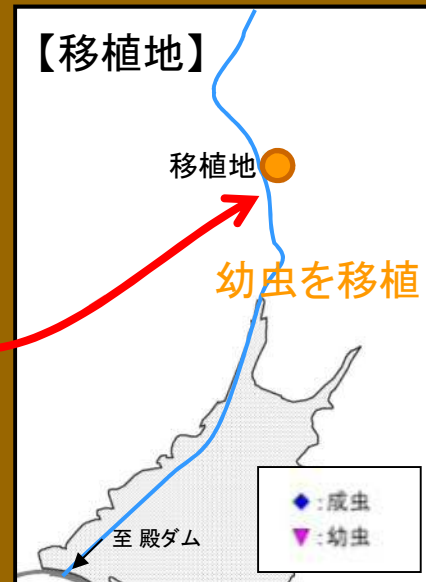 【移植地】
移植地
幼虫を移植
至 殿ダム
◆:成虫
▼:幼虫